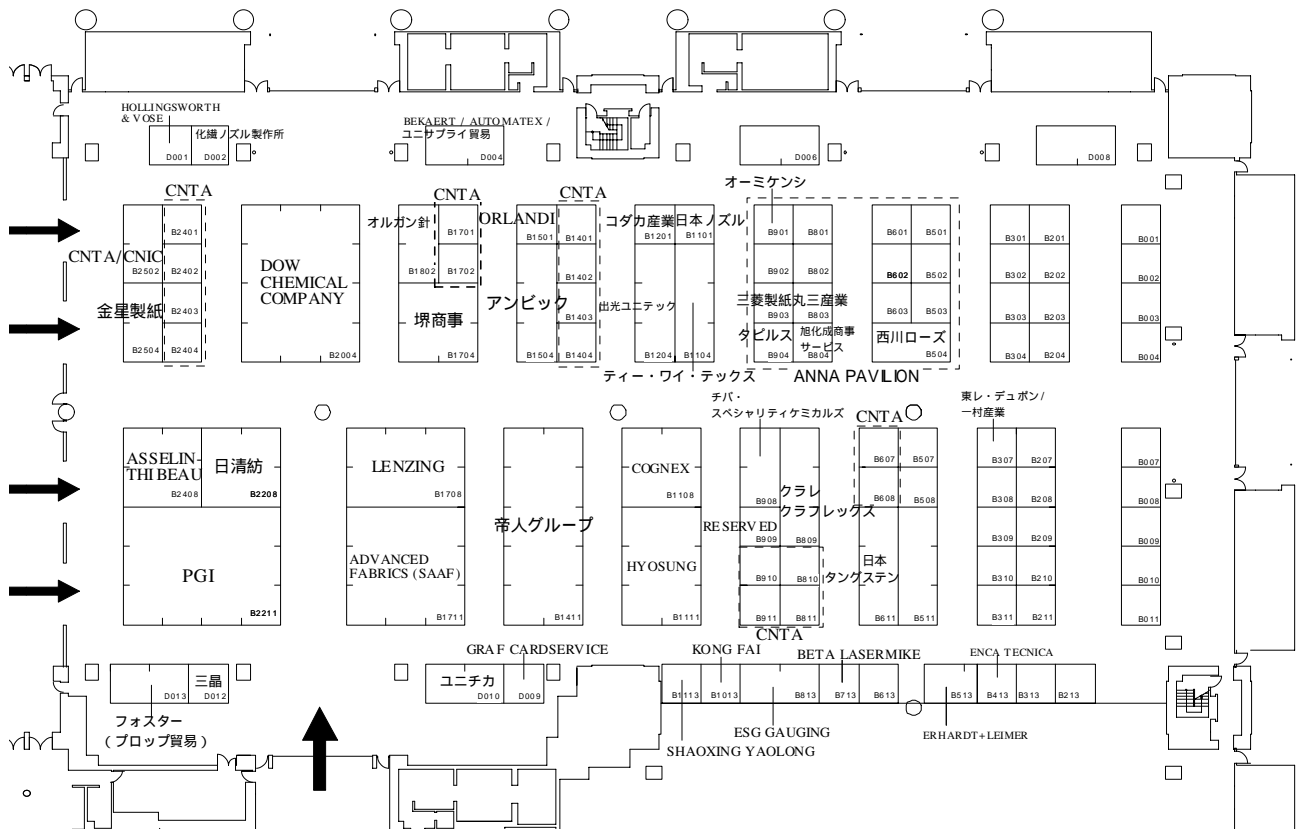 HOLLINGSWORTH
& VOSE
化繊ノズル製作所
D001
D002
BEKAERT / AUTOMATEX /
ユニサプライ貿易
D004
D006
D008
CNTA
B2401
CNTA/CNIC
B2502
B2402
金星製紙
B2403
B2504
B2404
DOW
CHEMICAL
COMPANY
B2004
オルガン針
CNTA
B1701
B1802
B1702
堺商事
B1704
ORLANDI
B1501
アンビック
B1504
CNTA
B1401
B1402
B1403
B1404
コダカ産業
日本ノズル
B1201
B1101
出光ユニテック
B1204
B1104
ティー・ワイ・テックス
オーミケンシ
B901
B801
B902
B802
三菱製紙
丸三産業
B903
B803
タピルス
旭化成商事
サービス
B904
B804
B601
B501
B602
B502
B603
B503
西川ローズ
B504
ANNA PAVILION
B301
B201
B302
B202
B303
B203
B304
B204
B001
B002
B003
B004
ASSELIN-
THIBEAU
B2408
日清紡
B2208
PGI
B2211
LENZING
B1708
ADVANCED
FABRICS (SAAF)
B1711
帝人グループ
B1411
COGNEX
B1108
HYOSUNG
B1111
チバ・
スペシャリティケミカルズ
B908
クラレ
クラフレックズ
RESERVED
B909
B809
B910
B810
B911
B811
CNTA
CNTA
B607
B507
B608
B508
日本
タングステン
B611
B511
東レ・デュポン/
一村産業
B307
B207
B308
B208
B309
B209
B310
B210
B311
B211
B007
B008
B009
B010
B011
D013
三晶
D012
フォスター
(プロップ貿易)
GRAF CARDSERVICE
ユニチカ
D010
D009
KONG FAI
BETA LASERMIKE
ENCA TECNICA
B1113
B1013
B813
B713
B613
B513
B413
B313
B213
ESG GAUGING
SHAOXING YAOLONG
ERHARDT+LEIMER